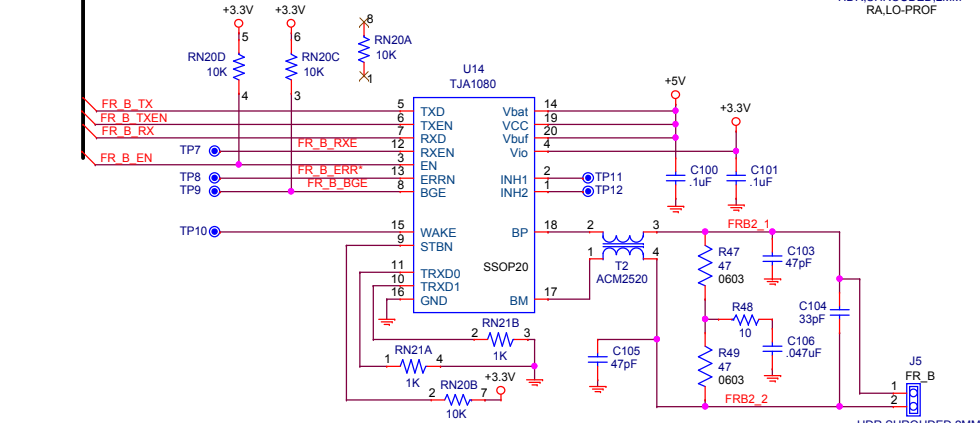 RA,LO-PROF
+3.3V +3.3V
8
5 6 RN20A
10K
RN20D RN20C
10K 10K
1
4 3
U14
TJA1080
+5V
+3.3V
FR_B_TX 5 TXD Vbat 14
FR_B_TXEN 6 TXEN VCC 19
FR_B_RX 7 RXD Vbuf 20
TP7 FR_B_RXE 12 RXEN Vio 4
FR_B_EN 3 EN
TP8 FR_B_ERR* 13 ERRN INH1 2 TP11
TP9 FR_B_BGE 8 BGE INH2 1 TP12
C100 C101
.1uF .1uF
TP10 15 WAKE BP 18 2 3 FRB2_1
9 STBN 1 4
T2
ACM2520
SSOP20
11 TRXD0
10 TRXD1
16 GND BM 17
R47
47
0603
C103
47pF
C104
33pF
R48
10
C106
.047uF
RN21B
2 3
1K
RN21A
1 4
1K
+3.3V
RN20B
2 7
10K
C105
47pF
R49
47
0603
FRB2_2
J5
FR_B
1
2